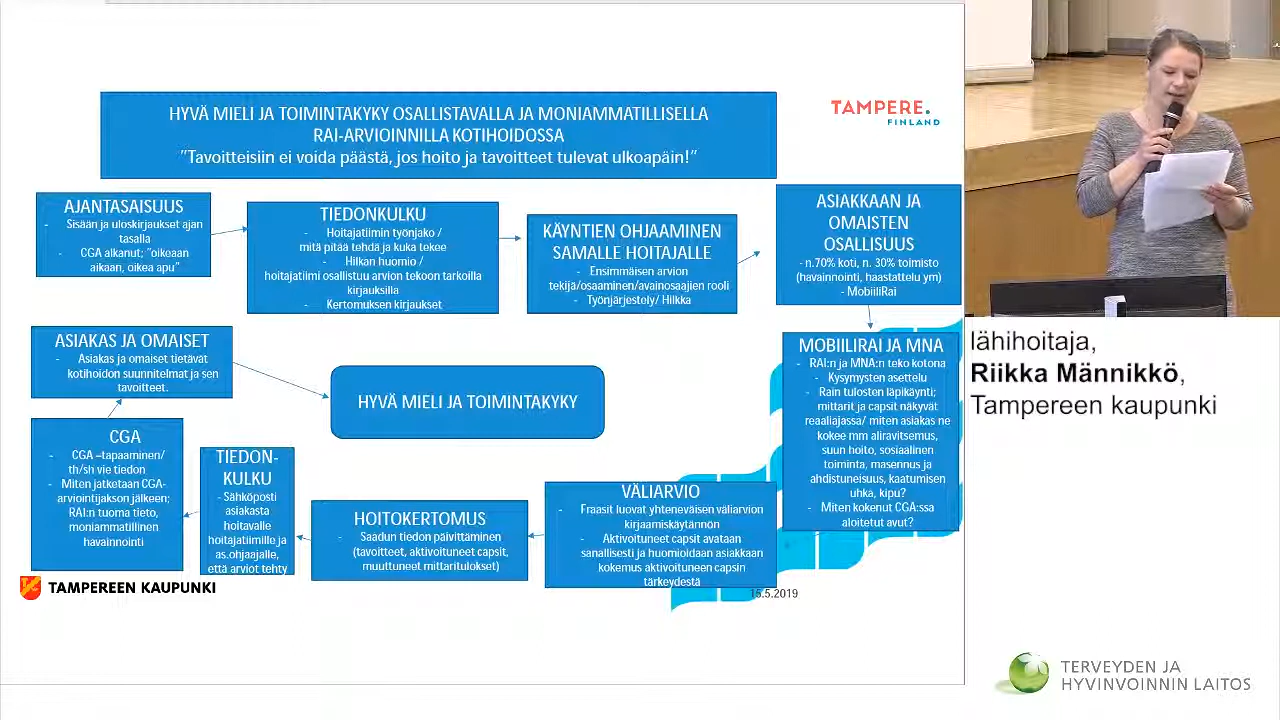 HYVÄ MIELI JA TOIMINTAKYKY OSALLISTAVALLA JA MONIAMMATILLISELLA
RAI-ARVIOINNILLA KOTIHOIDOSSA
"Tavoitteisiin ei voida päästä, jos hoito ja tavoitteet tulevat ulkoapäin!"
TAMPERE.
FINLAND
AJANTASAISUUS
- Sisään ja uloskirjaukset ajan
tasalla
- CGA alkanut; "oikeaan
aikaan, oikea apu"
TIEDONKULKU
- Hoitajatiimin työnjako /
mitä pitää tehdä ja kuka tekee
- Hilkan huomio /
hoitajatiimi osallistuu arvion tekoon tarkoilla
kirjauksilla
- Kertomuksen kirjaukset
KÄYNTIEN OHJAAMINEN
SAMALLE HOITAJALLE
- Ensimmäisen arvion
tekijä/osaaminen/avainosaajien rooli
- Työnjärjestely/ Hilkka
ASIAKKAAN JA
OMAISTEN
OSALLISUUS
- n.70% koti, n. 30% toimisto
(havainnointi, haastattelu ym)
- MobiiliRai
MOBIILIRAI JA MNA
- RAI:n ja MNA:n teko kotona
- Kysymysten asettelu
- Rain tulosten läpikäynti;
mittarit ja capsit näkyvät
reaaliajassa/ miten asiakas ne
kokee mm aliravitsemus,
suun hoito, sosiaalinen
toiminta, masennus ja
ahdistuneisuus, kaatumisen
uhka, kipu?
- Miten kokenut CGA:ssa
aloitetut avut?
VÄLIARVIO
- Fraasit luovat yhteneväisen väliarvion
kirjaamiskäytännön
- Aktivoituneet capsit avataan
sanallisesti ja huomioidaan asiakkaan
kokemus aktivoituneen capsin
tärkeydestä
HOITOKERTOMUS
- Saadun tiedon päivittäminen
(tavoitteet, aktivoituneet capsit,
muuttuneet mittaritulokset)
TIEDON-
KULKU
- Sähköposti
asiakasta
hoitavalle
hoitajatiimille ja
as.ohjaajalle,
että arviot tehty
CGA
- CGA –tapaaminen/
th/sh vie tiedon
- Miten jatketaan CGA-
arviointijakson jälkeen;
RAI:n tuoma tieto,
moniammatillinen
havainnointi
ASIAKAS JA OMAISET
- Asiakas ja omaiset tietävät
kotihoidon suunnitelmat ja sen
tavoitteet.
HYVÄ MIELI JA TOIMINTAKYKY
TAMPEREEN KAUPUNKI
15.5.2019
lähihoitaja,
Riikka Männikkö,
Tampereen kaupunki
TERVEYDEN JA
HYVINVOINNIN LAITOS